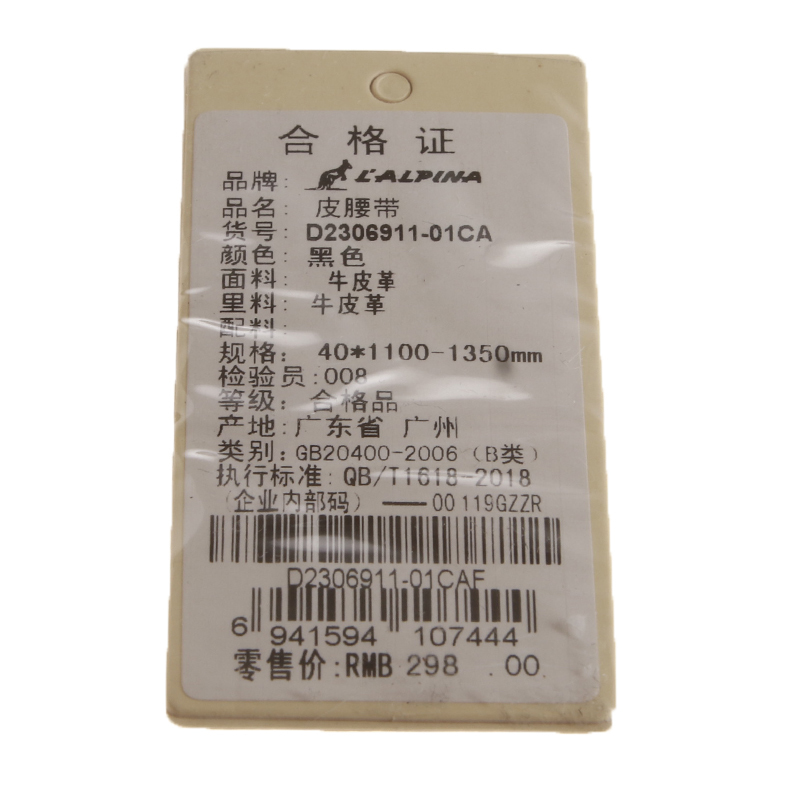 合格证
品牌: L'ALPINA
品名: 皮腰带
货号: D2306911-01CA
颜色: 黑色
面料: 牛皮革
里料: 牛皮革
配料:
规格: 40*1100-1350mm
检验员:008
等级: 合格品
产地:广东省 广州
类别: GB20400-2006 (B类)
执行标准: QB/T1618-2018
(企业内部码) ——00119GZZR
D2306911-01CAF
6 941594 107444
零售价:RMB 298 .00